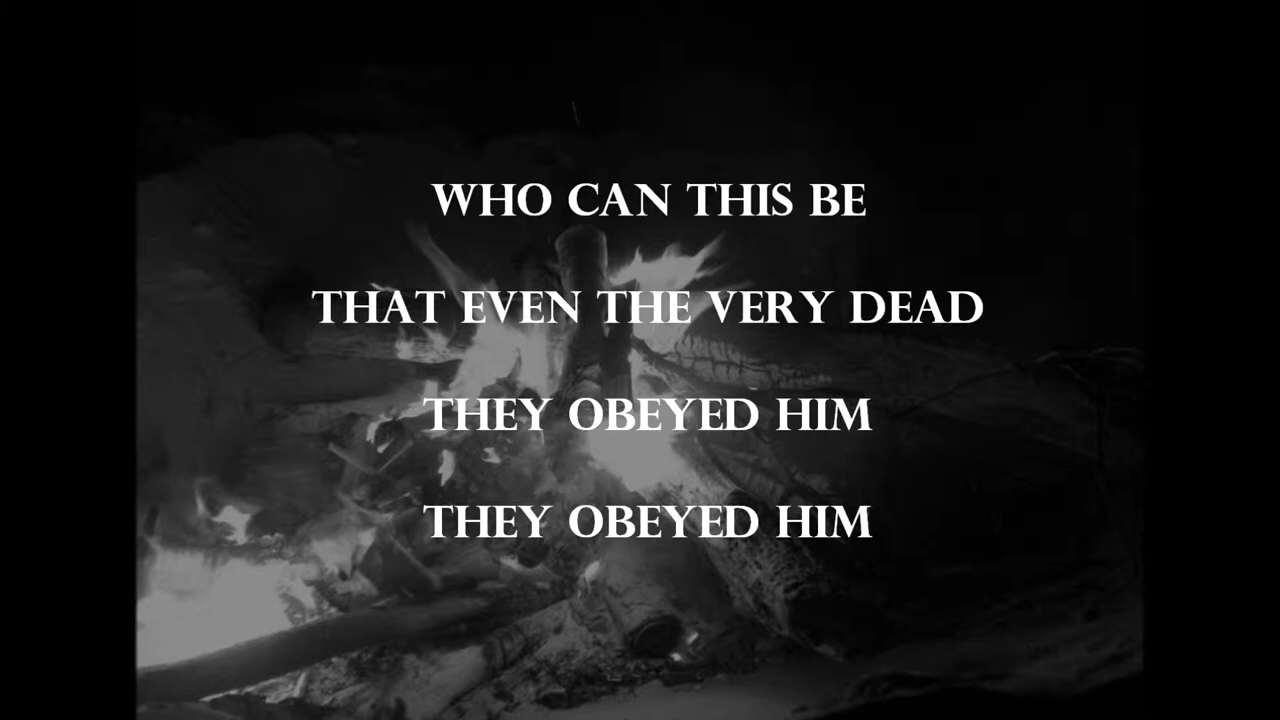 WHO CAN THIS BE
THAT EVEN THE VERY DEAD
THEY OBEYED HIM
THEY OBEYED HIM